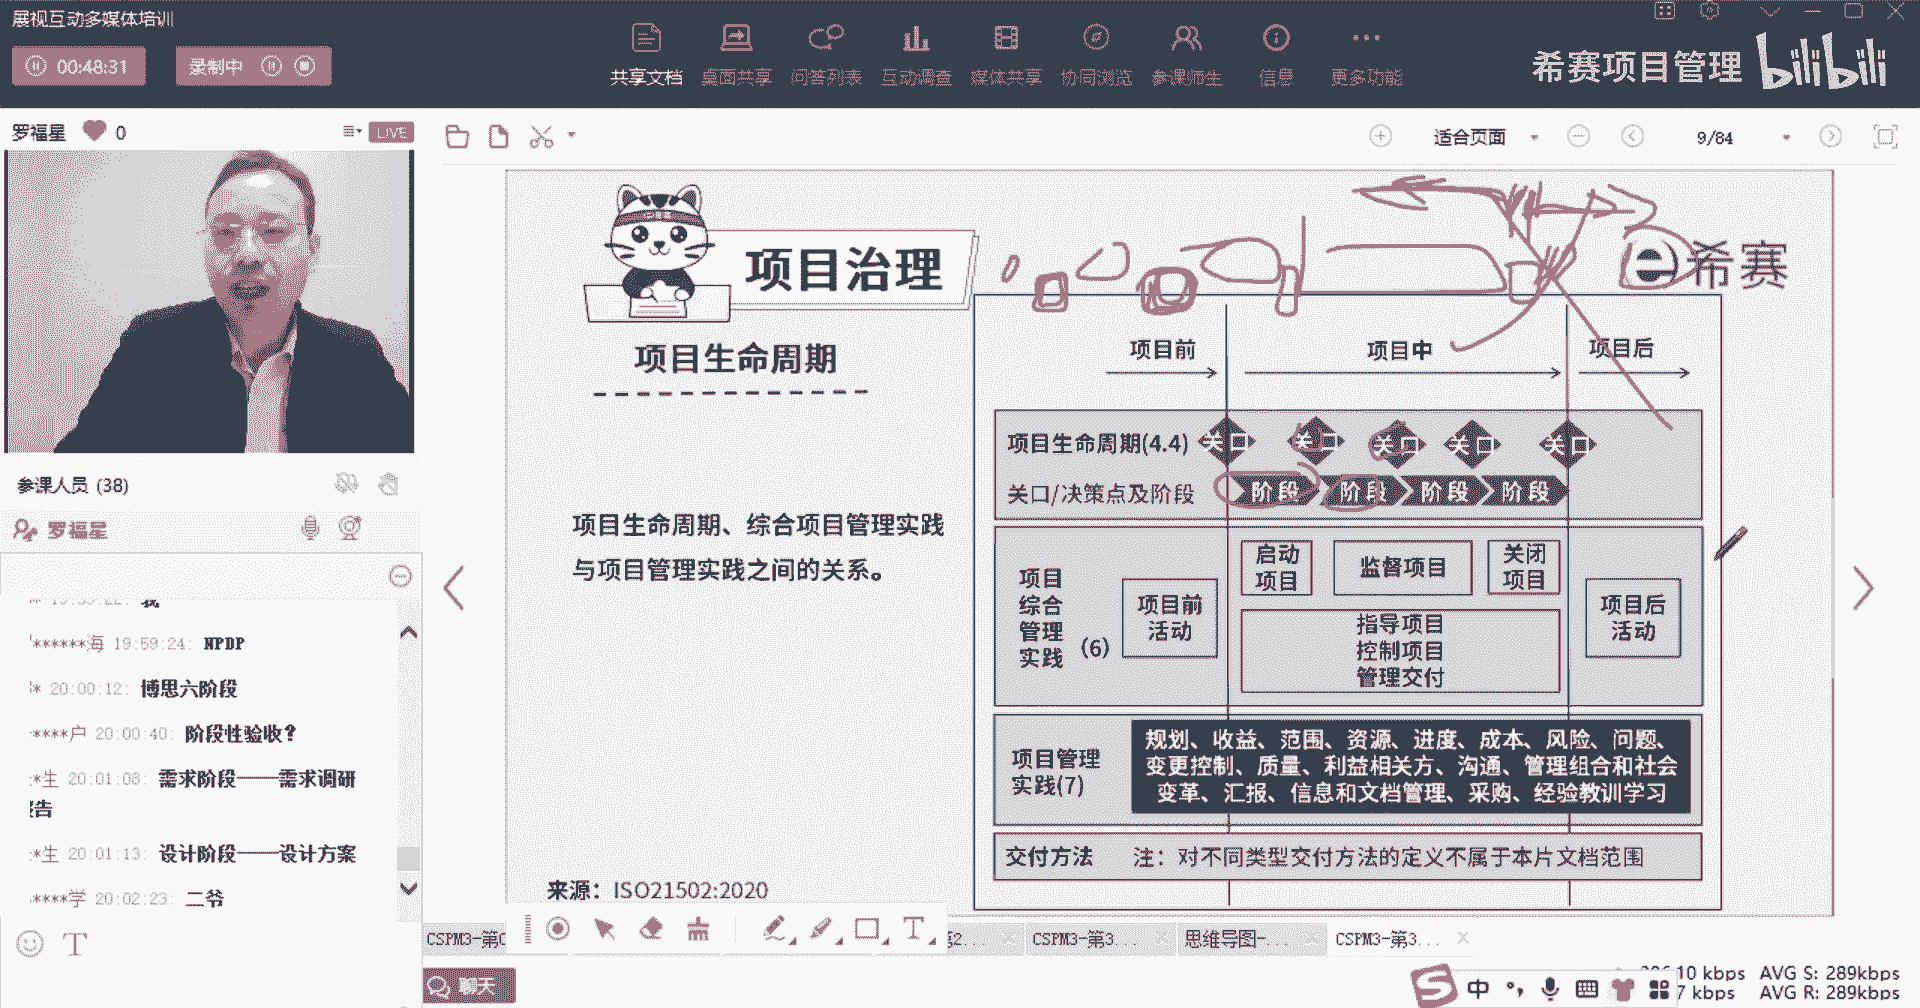 展视互动多媒体培训
00:48:31
录制中
共享文档 桌面共享 问答列表 互动调查 媒体共享 协同浏览 参课师生 信息 更多功能
希赛项目管理 bilibili
罗福星 0 LIVE
适合页面 9/84
项目治理
e希赛
项目生命周期
项目生命周期、综合项目管理实践
与项目管理实践之间的关系。
项目前 项目中 项目后
项目生命周期(4.4) 关口 关口 关口 关口 关口
关口/决策点及阶段 阶段 阶段 阶段 阶段
项目
综合
管理
实践
(6)
项目前
活动
启动
项目
监督项目
关闭
项目
指导项目
控制项目
管理交付
项目后
活动
项目管理
实践(7)
规划、收益、范围、资源、进度、成本、风险、问题、
变更控制、质量、利益相关方、沟通、管理组合和社会
变革、汇报、信息和文档管理、采购、经验教训学习
交付方法 注：对不同类型交付方法的定义不属于本片文档范围
来源：ISO21502:2020
参课人员 (38)
罗福星
******海 19:59:24: NPDP
* 20:00:12: 博思六阶段
****户 20:00:40: 阶段性验收？
*生 20:01:08: 需求阶段——需求调研
告
*生 20:01:13: 设计阶段——设计方案
****学 20:02:23: 二爷
T
CSPM3-第 2... CSPM3-第3... 思维导图-... CSPM3-第3...
聊天
中
10 kbps AVG S: 289kbps
7 kbps AVG R: 289kbps